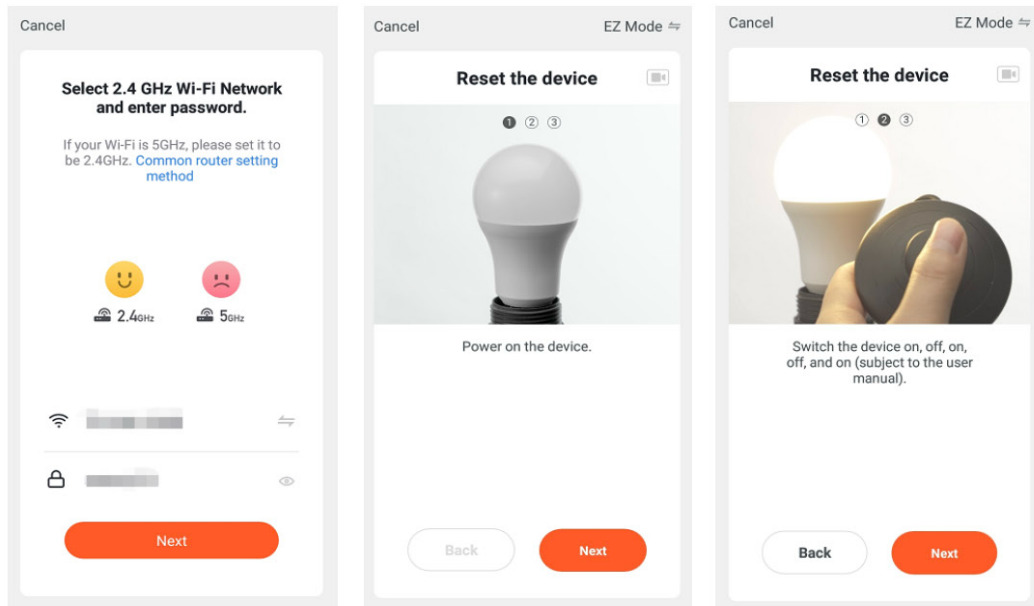 Cancel
Select 2.4 GHz Wi-Fi Network
and enter password.
If your Wi-Fi is 5GHz, please set it to
be 2.4GHz. Common router setting
method
2.4GHz
5GHz
Next
Cancel
EZ Mode
Reset the device
1 2 3
Power on the device.
Back
Next
Cancel
EZ Mode
Reset the device
1 2 3
Switch the device on, off, on,
off, and on (subject to the user
manual).
Back
Next